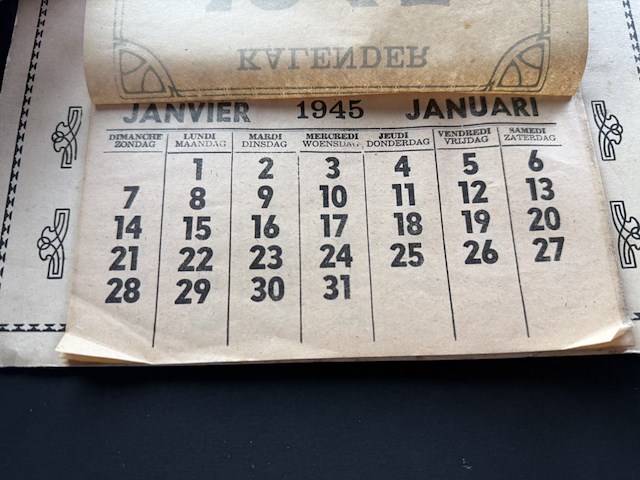 KALENDER
JANVIER 1945 JANUARI
DIMANCHE LUNDI MARDI MERCREDI JEUDI VENDREDI SAMEDI
ZONDAG MAANDAG DINSDAG WOENSDAG DONDERDAG VRIJDAG ZATERDAG
1 2 3 4 5 6
7 8 9 10 11 12 13
14 15 16 17 18 19 20
21 22 23 24 25 26 27
28 29 30 31